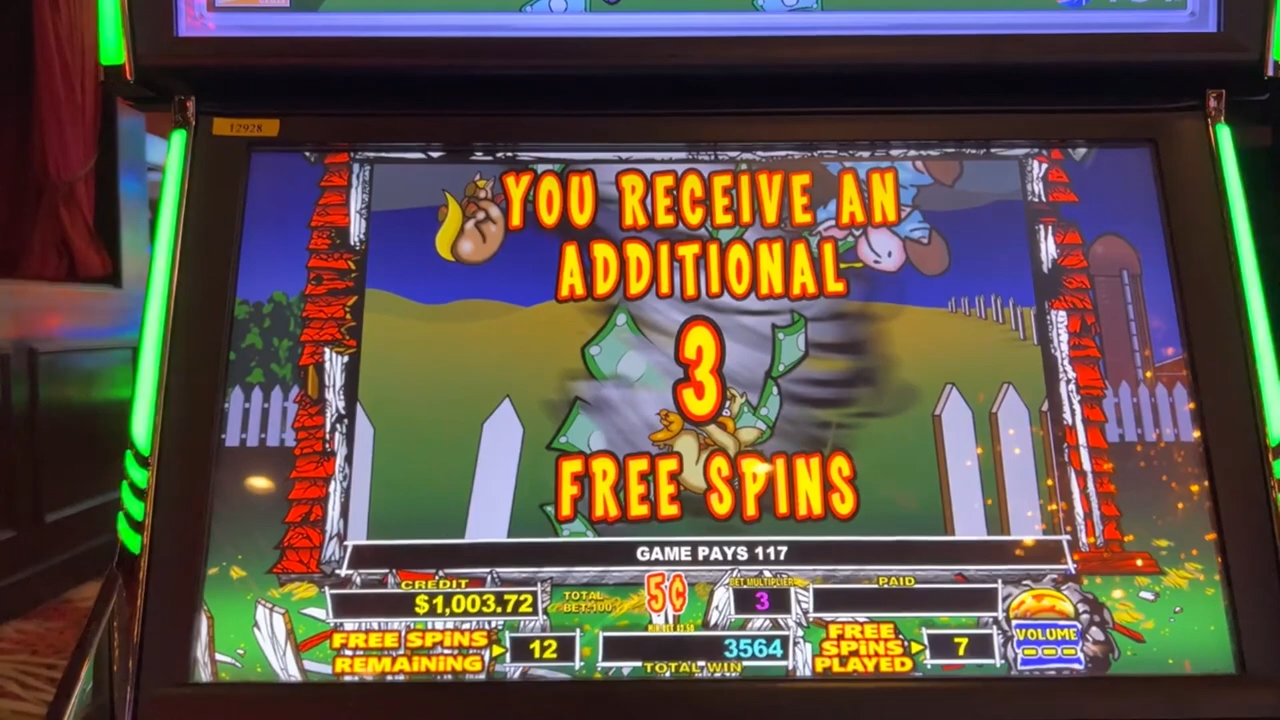 12928
YOU RECEIVE AN
ADDITIONAL
3
FREE SPINS
GAME PAYS 117
CREDIT
$1,003.72
TOTAL
BET:100
5¢
BET MULTIPLIER
3
PAID
FREE SPINS
REMAINING
12
3564
TOTAL WIN
FREE
SPINS
PLAYED
7
VOLUME